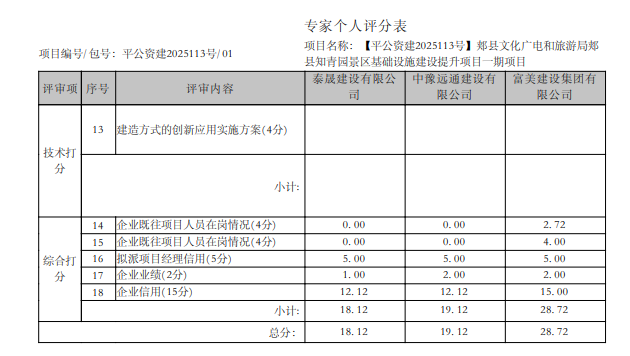 专家个人评分表
项目编号/包号: 平公资建2025113号/01
项目名称: 【平公资建2025113号】郏县文化广电和旅游局郏
县知青园景区基础设施建设提升项目一期项目
评审项 序号 评审内容 泰晟建设有限公司 中豫远通建设有限公司 富美建设集团有限公司
技术打分
13 建造方式的创新应用实施方案(4分)
小计:
综合打分
14 企业既往项目人员在岗情况(4分) 0.00 0.00 2.72
15 企业既往项目人员在岗情况(4分) 0.00 0.00 4.00
16 拟派项目经理信用(5分) 5.00 5.00 5.00
17 企业业绩(2分) 1.00 2.00 2.00
18 企业信用(15分) 12.12 12.12 15.00
小计: 18.12 19.12 28.72
总分: 18.12 19.12 28.72